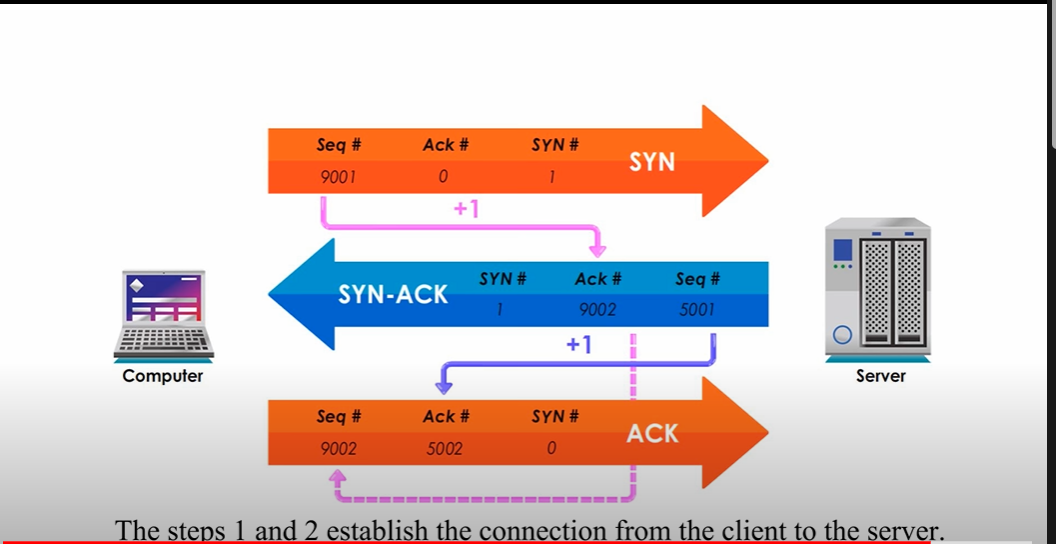 Seq # Ack # SYN #
SYN
9001 0 1
+1
SYN # Ack # Seq #
SYN-ACK
1 9002 5001
+1
Computer
Server
Seq # Ack # SYN #
ACK
9002 5002 0
The steps 1 and 2 establish the connection from the client to the server.